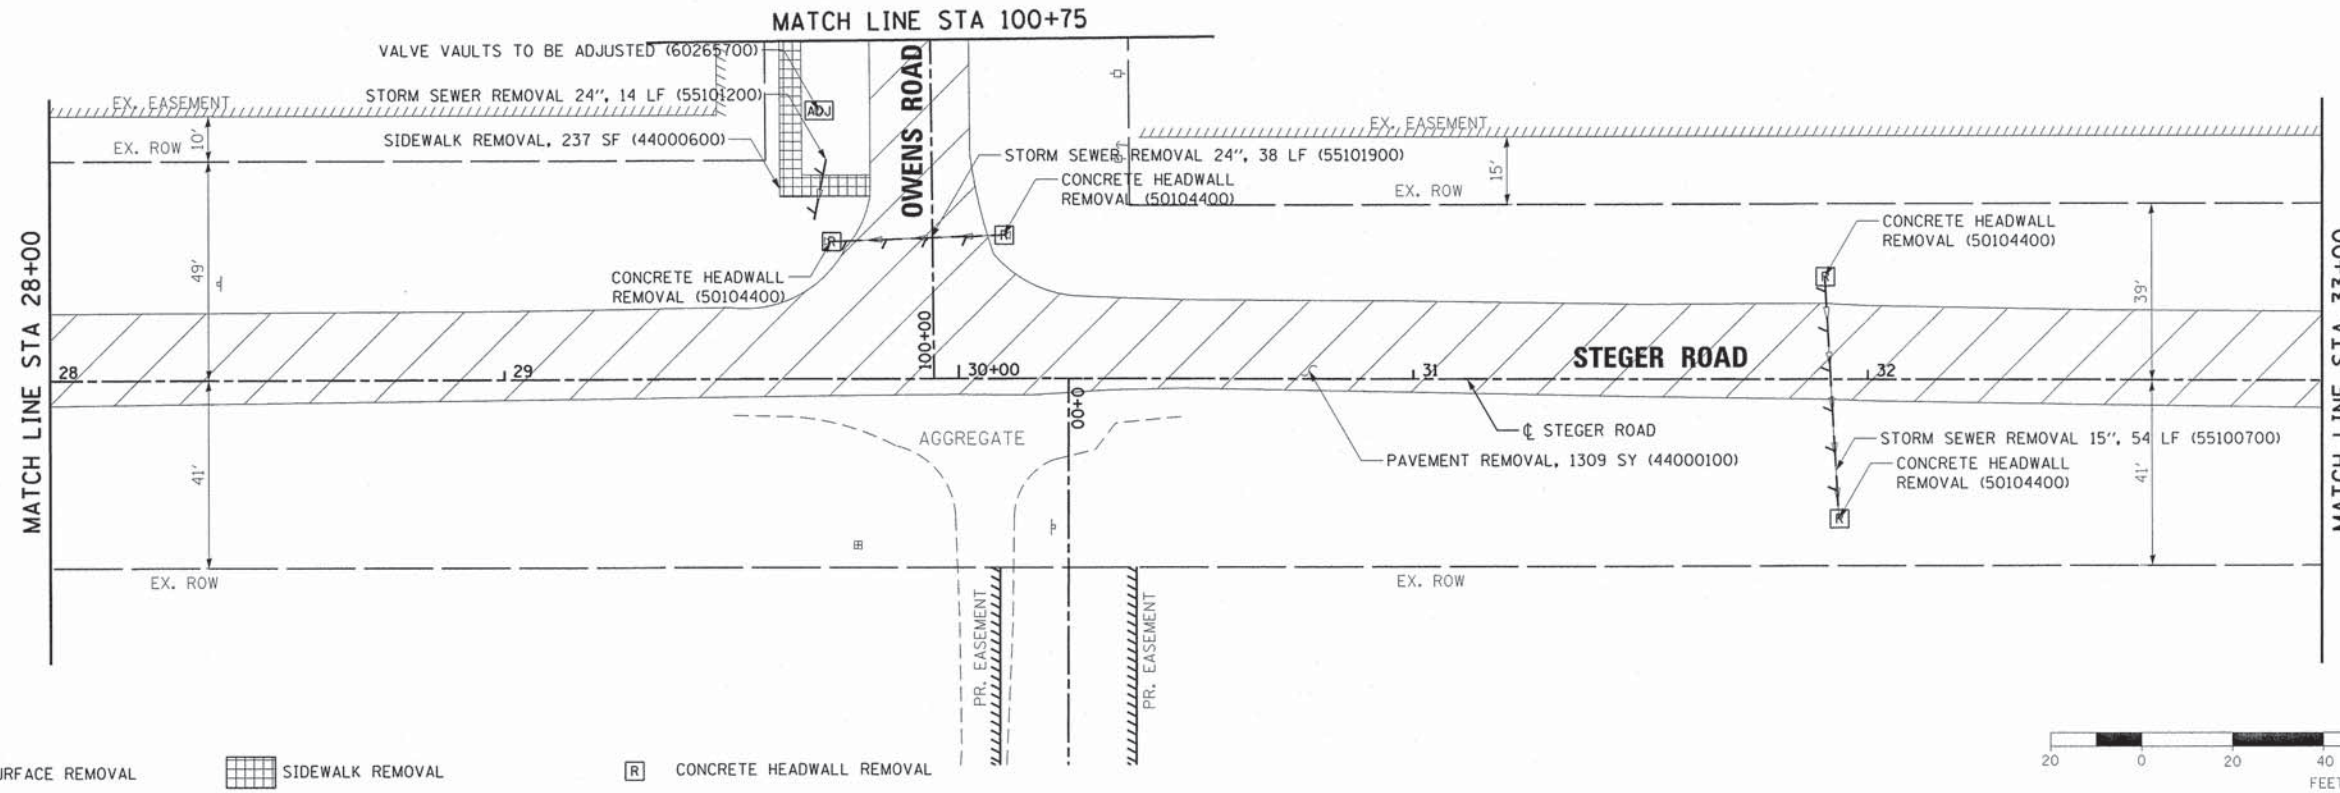 MATCH LINE STA 100+75
VALVE VAULTS TO BE ADJUSTED (60265700)
STORM SEWER REMOVAL 24", 14 LF (55101200)
SIDEWALK REMOVAL, 237 SF (44000600)
ADJ
OWENS ROAD
EX. EASEMENT
10'
EX. ROW
EX. EASEMENT
15'
EX. ROW
STORM SEWER REMOVAL 24", 38 LF (55101900)
CONCRETE HEADWALL
REMOVAL (50104400)
R
R
CONCRETE HEADWALL
REMOVAL (50104400)
CONCRETE HEADWALL
REMOVAL (50104400)
R
MATCH LINE STA 28+00
49'
39'
MATCH LINE STA 33+00
100+00
STEGER ROAD
28
29
30+00
31
32
0+00
AGGREGATE
℄ STEGER ROAD
PAVEMENT REMOVAL, 1309 SY (44000100)
STORM SEWER REMOVAL 15", 54 LF (55100700)
CONCRETE HEADWALL
REMOVAL (50104400)
R
41'
41'
EX. ROW
EX. ROW
PR. EASEMENT
PR. EASEMENT
SIDEWALK REMOVAL
R CONCRETE HEADWALL REMOVAL
URFACE REMOVAL
20 0 20 40
FEET